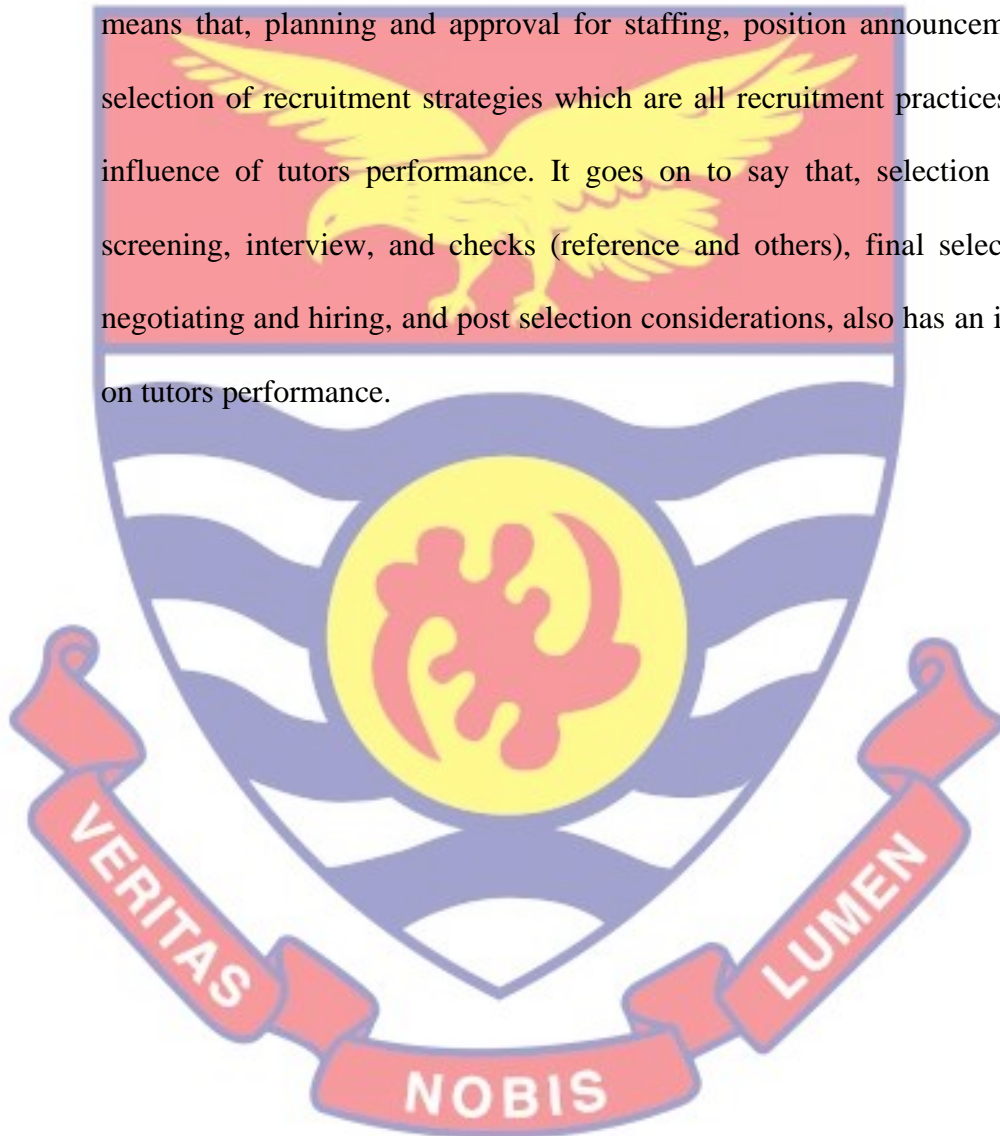 means that, planning and approval for staffing, position announcem
selection of recruitment strategies which are all recruitment practices
influence of tutors performance. It goes on to say that, selection
screening, interview, and checks (reference and others), final selec
negotiating and hiring, and post selection considerations, also has an i
on tutors performance.
VERITAS
NOBIS
LUMEN